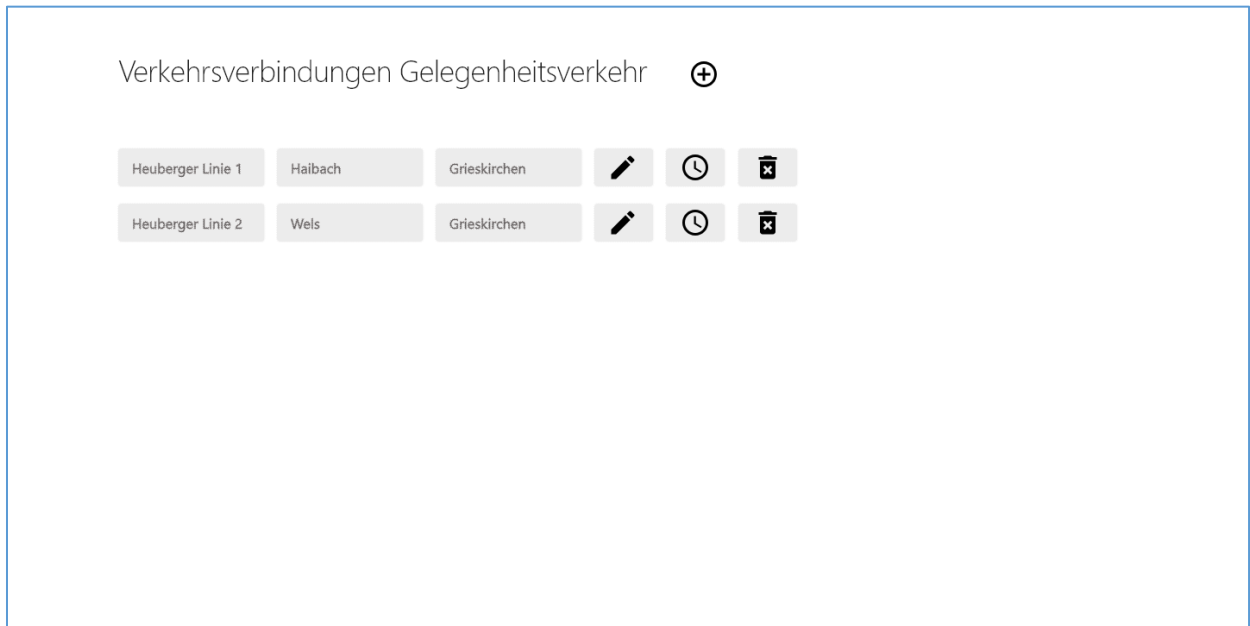 Verkehrsverbindungen Gelegenheitsverkehr
Heuberger Linie 1 Haibach Grieskirchen
Heuberger Linie 2 Wels Grieskirchen